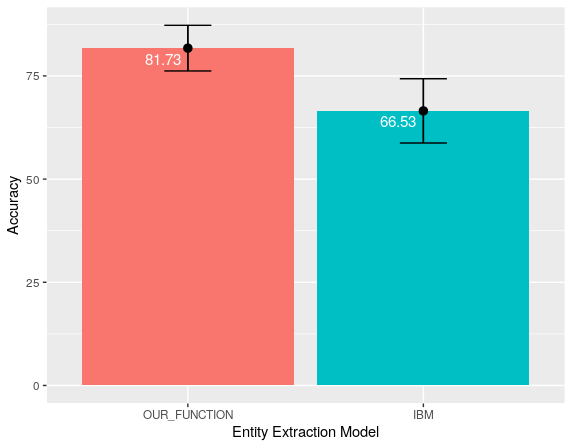 75
50
25
0
Accuracy
81.73
66.53
OUR_FUNCTION
IBM
Entity Extraction Model